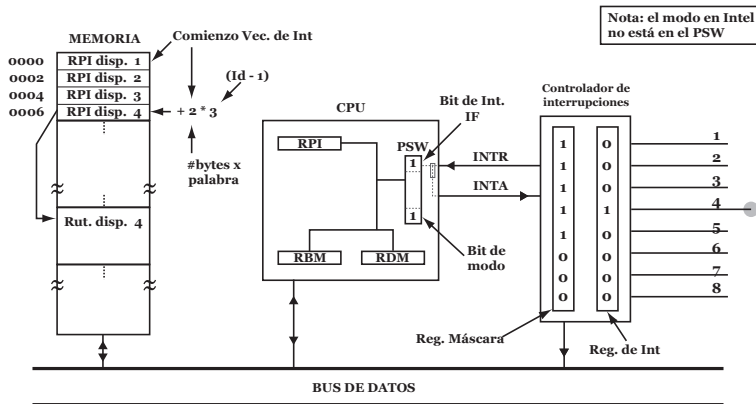 Nota: el modo en Intel
no está en el PSW
MEMORIA
Comienzo Vec. de Int
0000 RPI disp. 1
0002 RPI disp. 2
0004 RPI disp. 3
0006 RPI disp. 4
(Id - 1)
+ 2 * 3
#bytes x
palabra
Rut. disp. 4
CPU
Bit de Int.
IF
RPI
PSW
1
1
RBM
RDM
Bit de
modo
INTR
INTA
Controlador de
interrupciones
1 0 1
1 0 2
1 0 3
1 1 4
1 0 5
0 0 6
0 0 7
0 0 8
Reg. Máscara
Reg. de Int
BUS DE DATOS